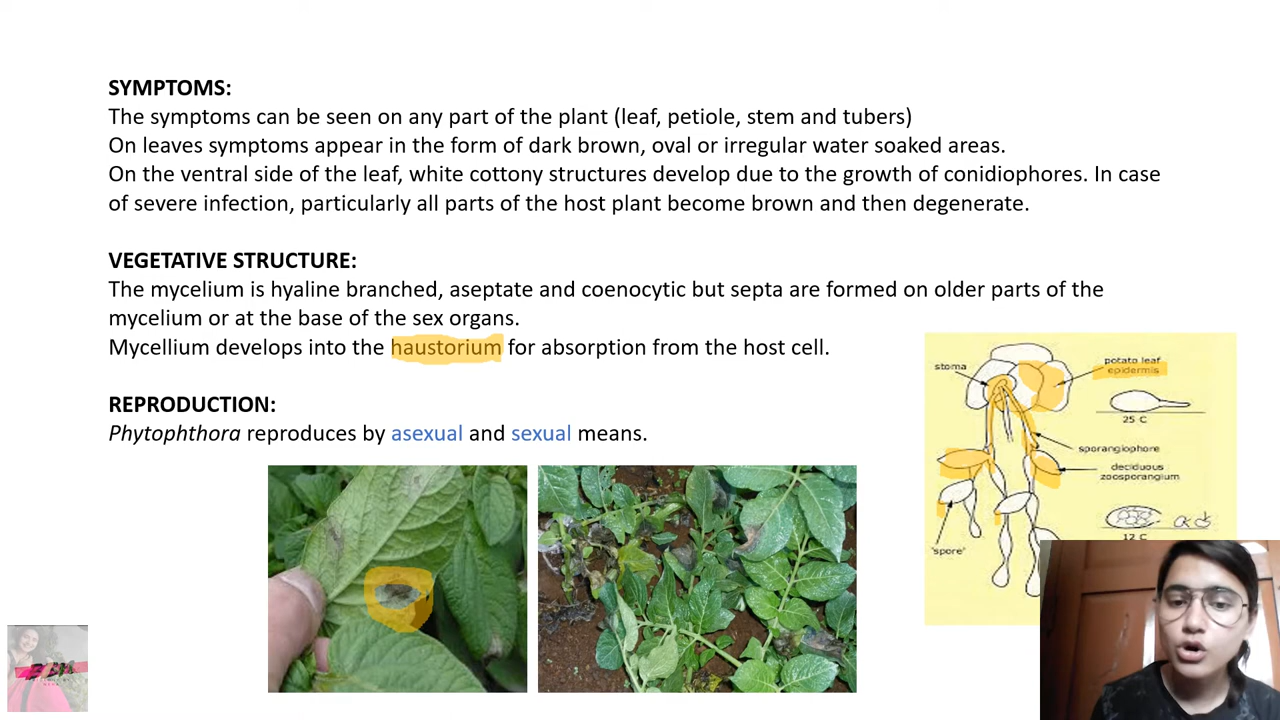 SYMPTOMS:
The symptoms can be seen on any part of the plant (leaf, petiole, stem and tubers)
On leaves symptoms appear in the form of dark brown, oval or irregular water soaked areas.
On the ventral side of the leaf, white cottony structures develop due to the growth of conidiophores. In case
of severe infection, particularly all parts of the host plant become brown and then degenerate.
VEGETATIVE STRUCTURE:
The mycelium is hyaline branched, aseptate and coenocytic but septa are formed on older parts of the
mycelium or at the base of the sex organs.
Mycellium develops into the haustorium for absorption from the host cell.
REPRODUCTION:
Phytophthora reproduces by asexual and sexual means.
stoma
potato leaf
epidermis
25 C
sporangiophore
deciduous
zoosporangium
'spore'
12 C